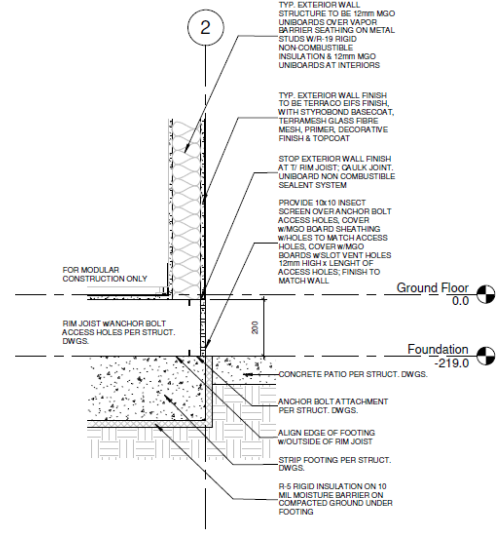 2
TYP. EXTERIOR WALL
STRUCTURE TO BE 12mm MGO
UNIBOARDS OVER VAPOR
BARRIER SEATHING ON METAL
STUDS W/R-19 RIGID
NON-COMBUSTIBLE
INSULATION & 12mm MGO
UNIBOARDS AT INTERIORS
TYP. EXTERIOR WALL FINISH
TO BE TERRACO EIFS FINISH,
WITH STYROBOND BASECOAT,
TERRAMESH GLASS FIBRE
MESH, PRIMER, DECORATIVE
FINISH & TOPCOAT
STOP EXTERIOR WALL FINISH
AT T/ RIM JOIST; CAULK JOINT.
UNIBOARD NON COMBUSTIBLE
SEALENT SYSTEM
PROVIDE 10x10 INSECT
SCREEN OVER ANCHOR BOLT
ACCESS HOLES, COVER
w/MGO BOARD SHEATHING
w/HOLES TO MATCH ACCESS
HOLES, COVER w/MGO
BOARDS w/SLOT VENT HOLES
12mm HIGH x LENGHT OF
ACCESS HOLES; FINISH TO
MATCH WALL
FOR MODULAR
CONSTRUCTION ONLY
Ground Floor
0.0
RIM JOIST w/ANCHOR BOLT
ACCESS HOLES PER STRUCT.
DWGS.
200
Foundation
-219.0
CONCRETE PATIO PER STRUCT. DWGS.
ANCHOR BOLT ATTACHMENT
PER STRUCT. DWGS.
ALIGN EDGE OF FOOTING
w/OUTSIDE OF RIM JOIST
STRIP FOOTING PER STRUCT.
DWGS.
R-5 RIGID INSULATION ON 10
MIL MOISTURE BARRIER ON
COMPACTED GROUND UNDER
FOOTING